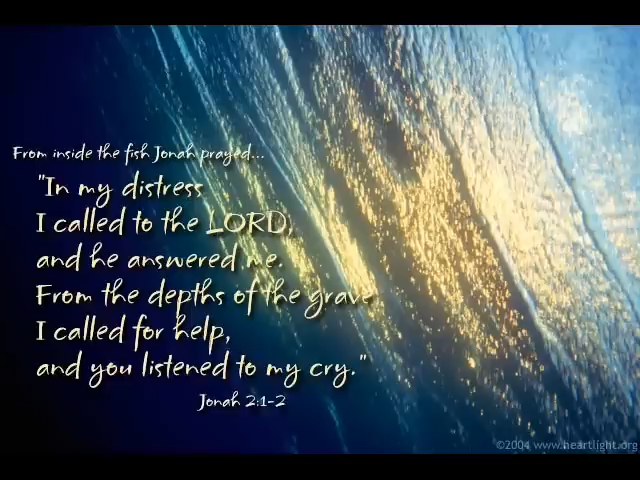 From inside the fish Jonah prayed...
"In my distress
I called to the LORD,
and he answered me.
From the depths of the grave
I called for help,
and you listened to my cry."
Jonah 2:1-2
©2004 www.heartlight.org